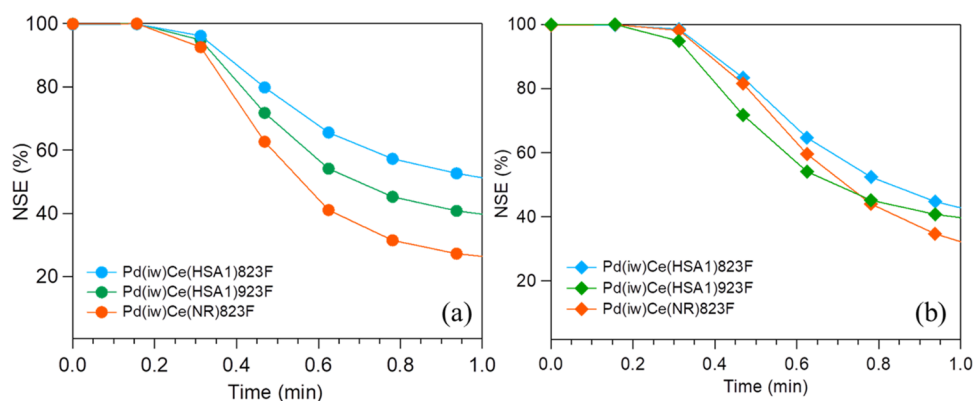 100
80
60
40
20
NSE (%)
Pd(iw)Ce(HSA1)823F
Pd(iw)Ce(HSA1)923F
Pd(iw)Ce(NR)823F
(a)
0.0 0.2 0.4 0.6 0.8 1.0
Time (min)
100
80
60
40
20
NSE (%)
Pd(iw)Ce(HSA1)823F
Pd(iw)Ce(HSA1)923F
Pd(iw)Ce(NR)823F
(b)
0.0 0.2 0.4 0.6 0.8 1.0
Time (min)